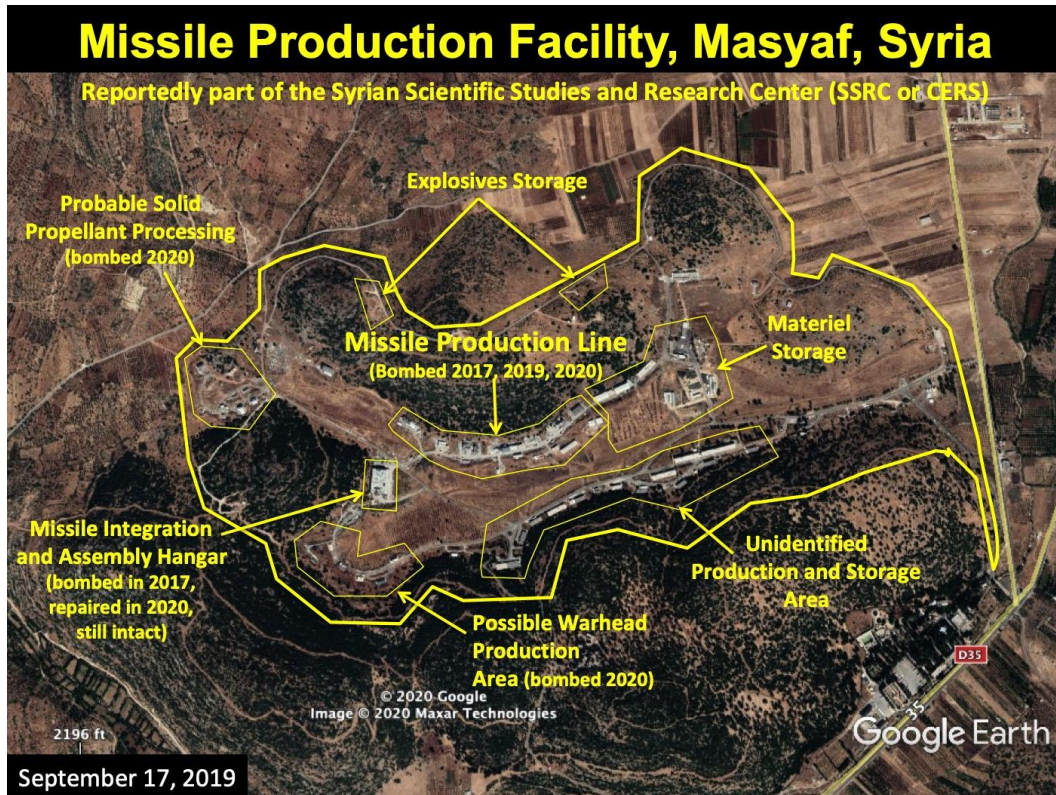 Missile Production Facility, Masyaf, Syria
Reportedly part of the Syrian Scientific Studies and Research Center (SSRC or CERS)
Explosives Storage
Probable Solid
Propellant Processing
(bombed 2020)
Missile Production Line
(Bombed 2017, 2019, 2020)
Materiel
Storage
Missile Integration
and Assembly Hangar
(bombed in 2017,
repaired in 2020,
still intact)
Unidentified
Production and Storage
Area
Possible Warhead
Production
Area (bombed 2020)
D35
35
© 2020 Google
Image © 2020 Maxar Technologies
Google Earth
2196 ft
September 17, 2019